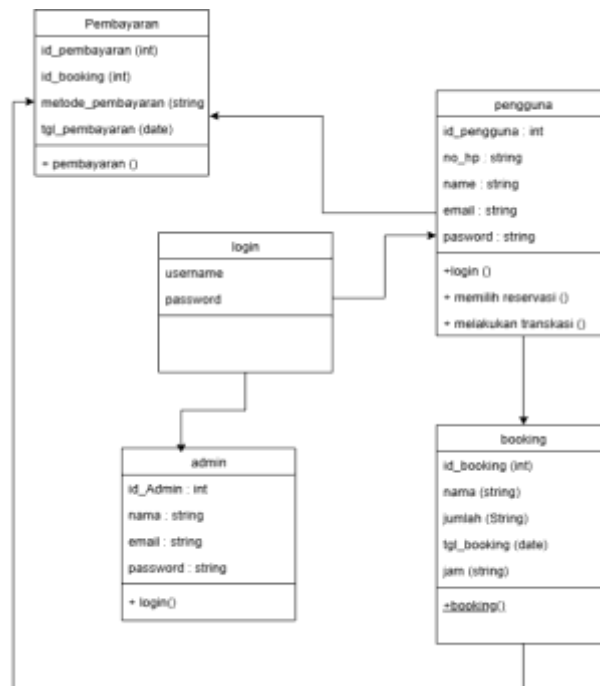 Pembayaran
id_pembayaran (int)
id_booking (int)
metode_pembayaran (string
tgl_pembayaran (date)
+ pembayaran ()
pengguna
id_pengguna : int
no_hp : string
name : string
email : string
pasword : string
+login ()
+ memilih reservasi ()
+ melakukan transkasi ()
login
username
password
admin
id_Admin : int
nama : string
email : string
password : string
+ login()
booking
id_booking (int)
nama (string)
jumlah (String)
tgl_booking (date)
jam (string)
+booking()